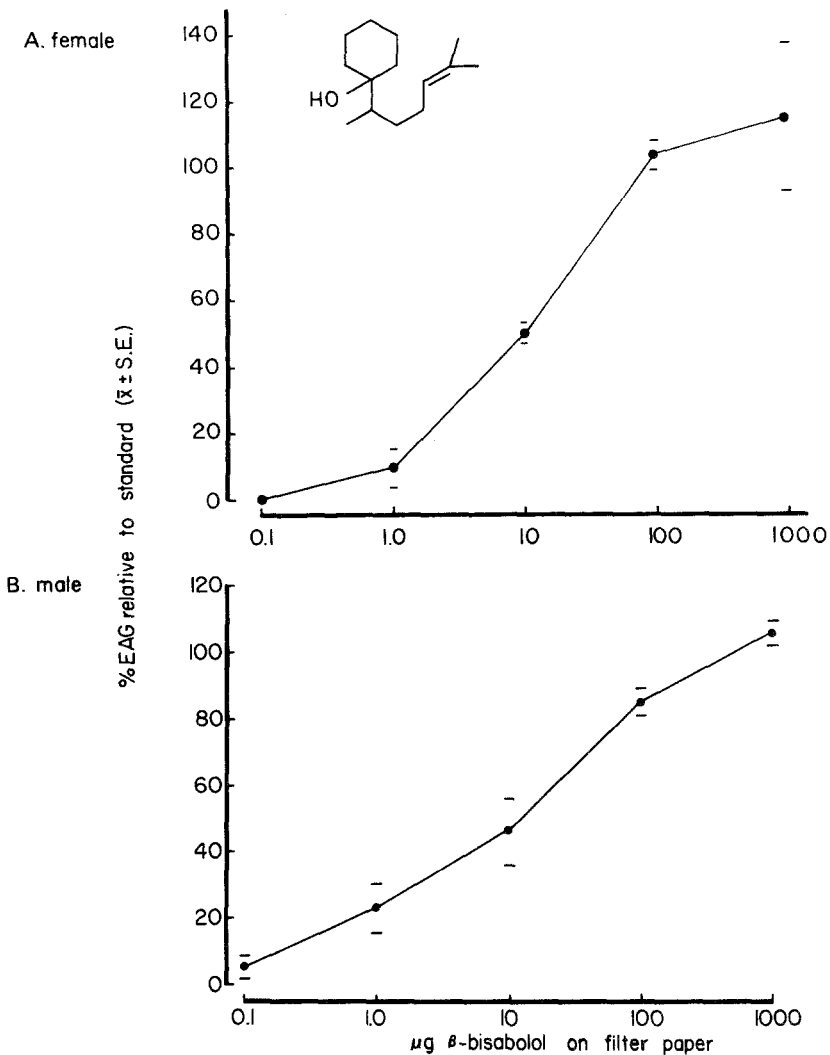 A. female
HO
140
120
100
80
60
40
20
0
0.1 1.0 10 100 1000
%EAG relative to standard (x̄ ± S.E.)
B. male
120
100
80
60
40
20
0
0.1 1.0 10 100 1000
µg β-bisabolol on filter paper